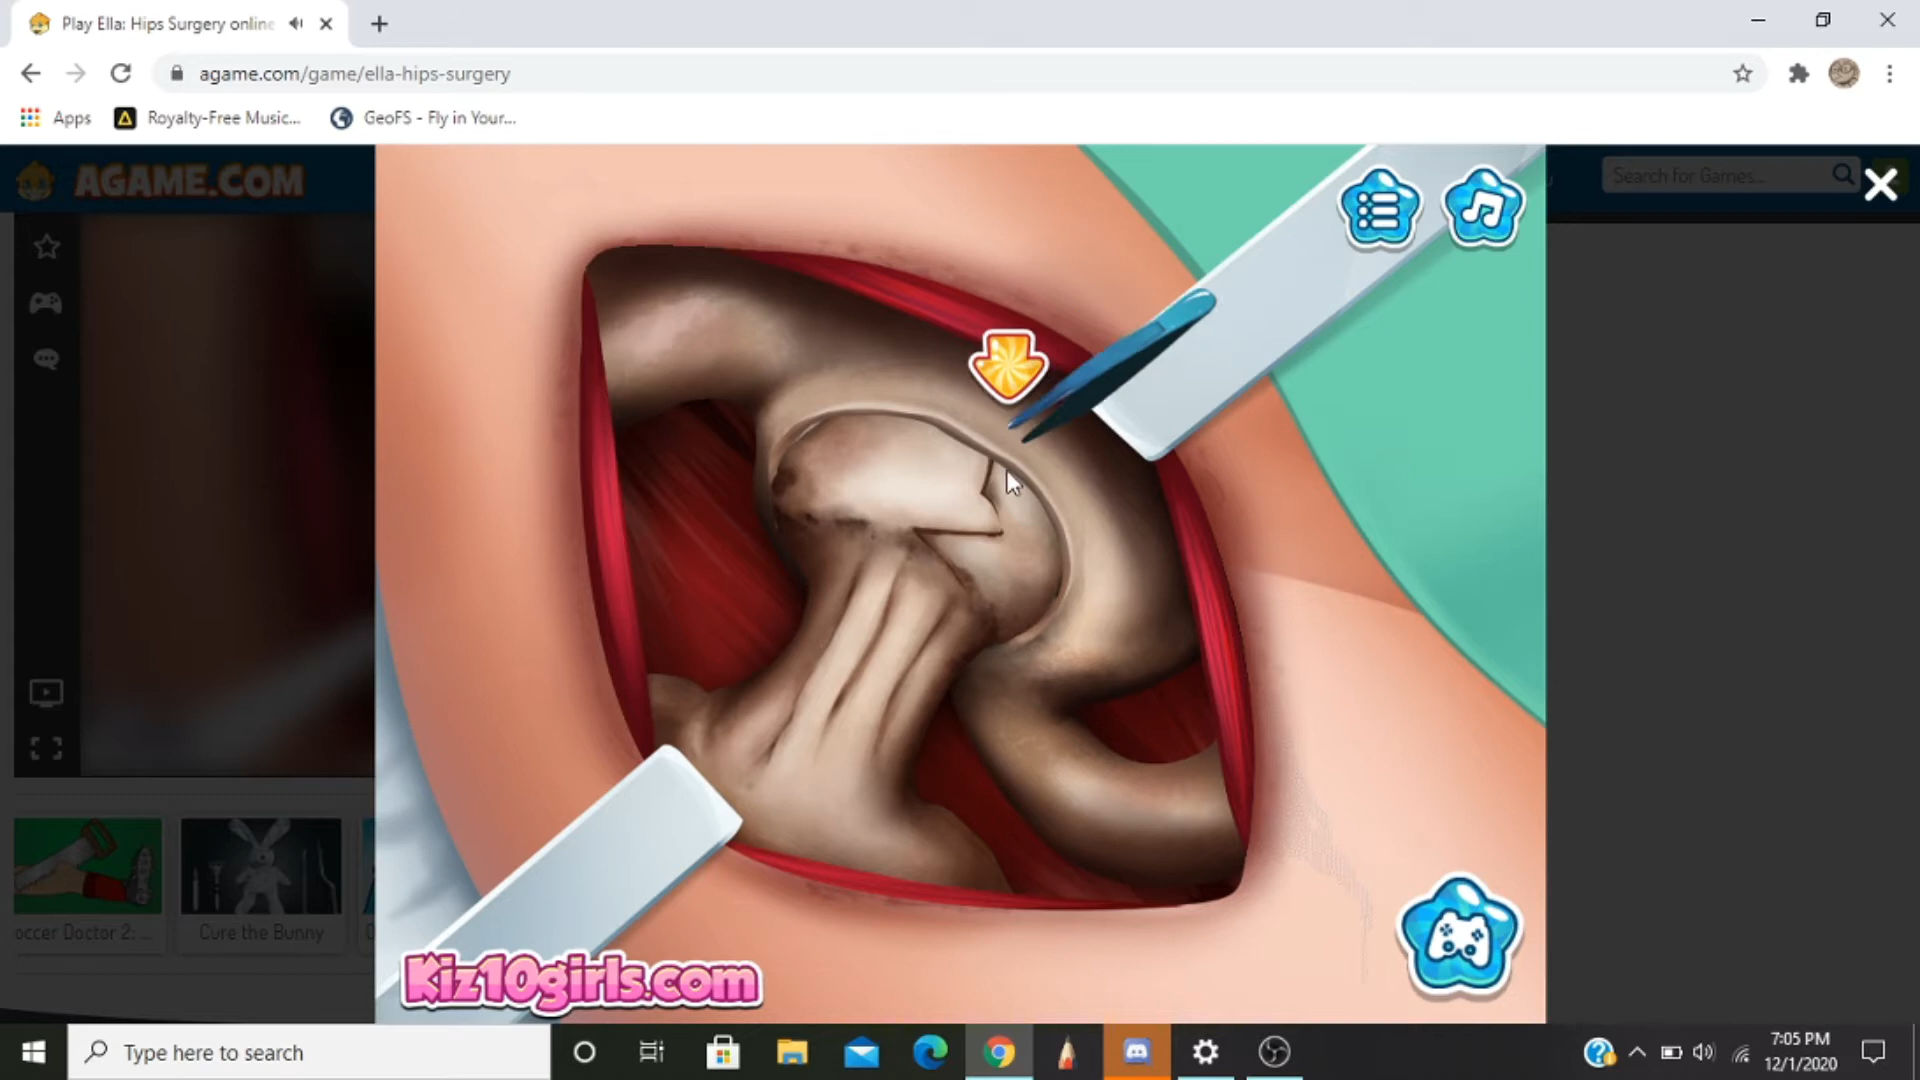 Play Ella: Hips Surgery online
agame.com/game/ella-hips-surgery
Apps
Royalty-Free Music...
GeoFS - Fly in Your...
AGAME.COM
Search for Games...
occer Doctor 2: ...
Cure the Bunny
Kiz10girls.com
Type here to search
7:05 PM
12/1/2020